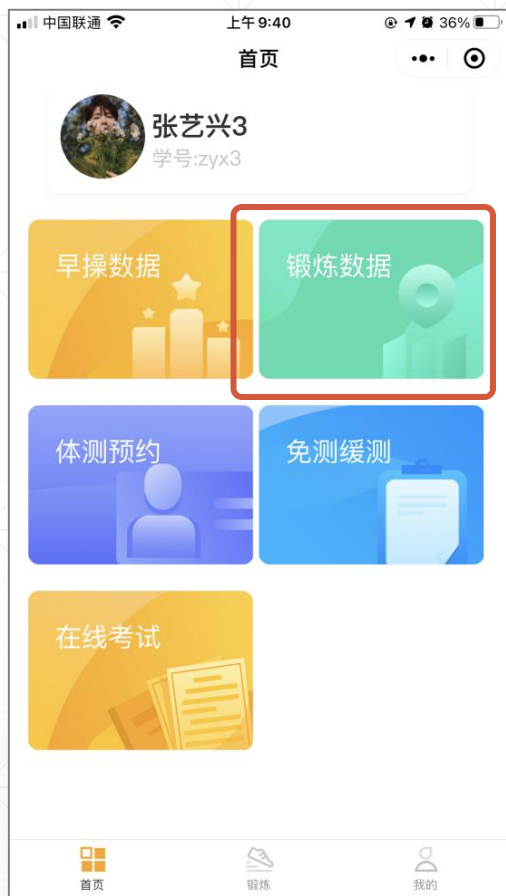 中国联通 上午9:40 36%
首页
张艺兴3
学号:zyx3
早操数据 锻炼数据
体测预约 免测缓测
在线考试
首页 锻炼 我的